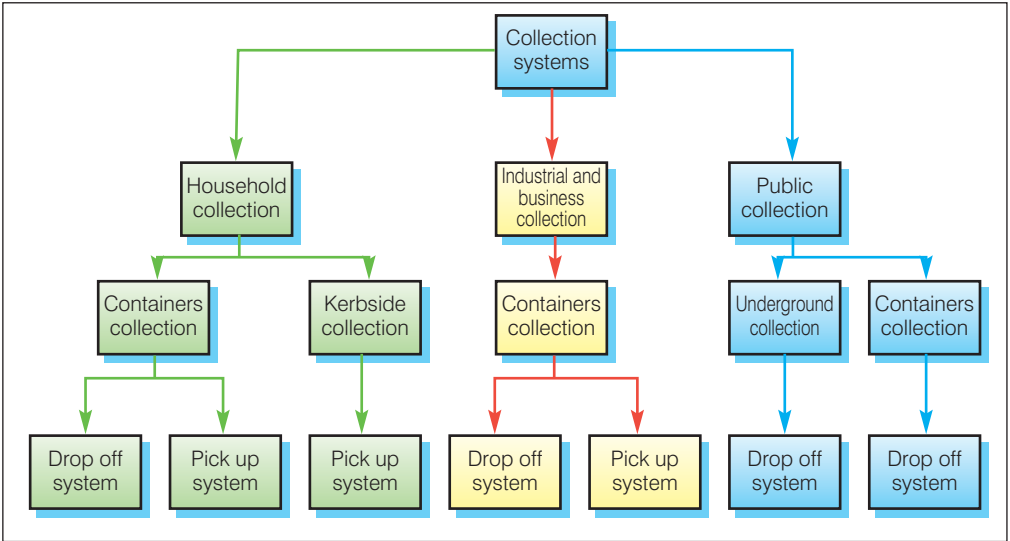 Collection
systems
Household
collection
Industrial and
business
collection
Public
collection
Containers
collection
Kerbside
collection
Containers
collection
Underground
collection
Containers
collection
Drop off
system
Pick up
system
Pick up
system
Drop off
system
Pick up
system
Drop off
system
Drop off
system